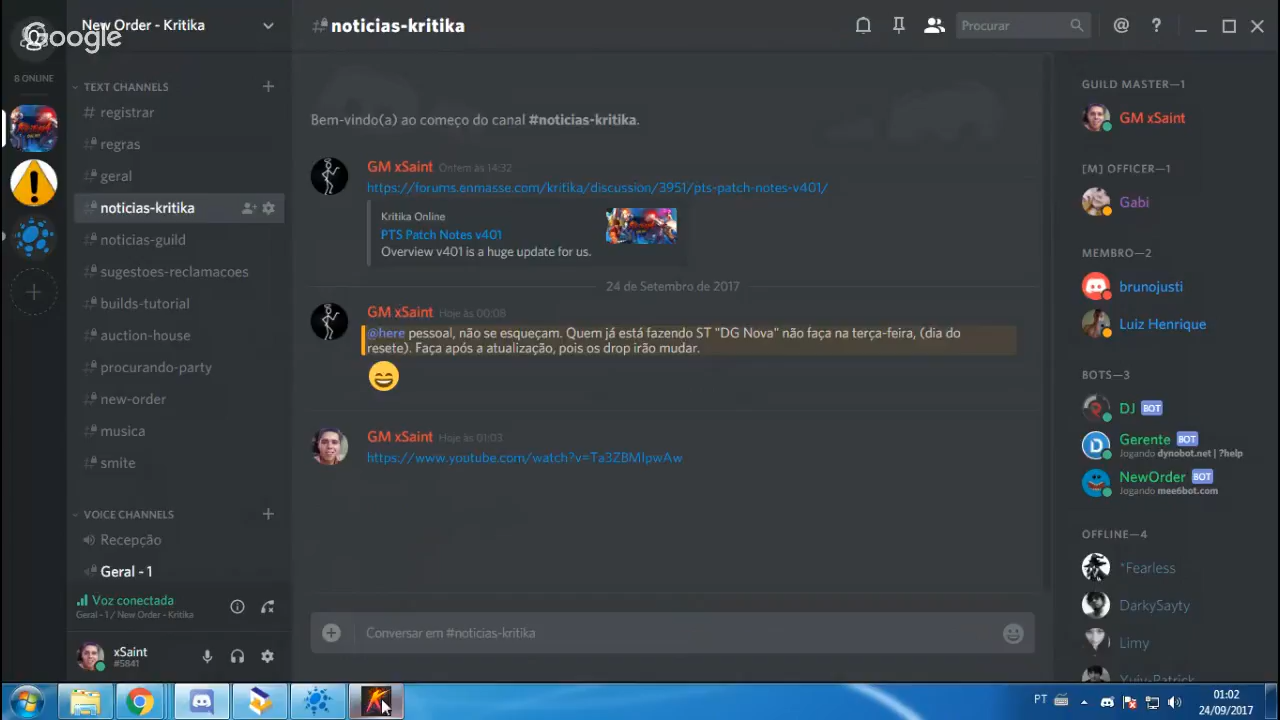 New Order - Kritika
Google
8 ONLINE
TEXT CHANNELS
# registrar
# regras
# geral
# noticias-kritika
# noticias-guild
# sugestoes-reclamacoes
# builds-tutorial
# auction-house
# procurando-party
# new-order
# musica
# smite
VOICE CHANNELS
Recepção
Geral - 1
Voz conectada
Geral - 1 / New Order - Kritika
xSaint
#5841
#noticias-kritika
Procurar
@ ?
Bem-vindo(a) ao começo do canal #noticias-kritika.
GM xSaint Ontem às 14:32
https://forums.enmasse.com/kritika/discussion/3951/pts-patch-notes-v401/
Kritika Online
PTS Patch Notes v401
Overview v401 is a huge update for us.
24 de Setembro de 2017
GM xSaint Hoje às 00:08
@here pessoal, não se esqueçam. Quem já está fazendo ST "DG Nova" não faça na terça-feira, (dia do
resete). Faça após a atualização, pois os drop irão mudar.
GM xSaint Hoje às 01:03
https://www.youtube.com/watch?v=Ta3ZBMIpwAw
Conversar em #noticias-kritika
GUILD MASTER—1
GM xSaint
[M] OFFICER—1
Gabi
MEMBRO—2
brunojusti
Luiz Henrique
BOTS—3
DJ BOT
Gerente BOT
Jogando dynobot.net | ?help
NewOrder BOT
Jogando mee6bot.com
OFFLINE—4
*Fearless
DarkySayty
Limy
Yuiu-Patrick
PT
01:02
24/09/2017